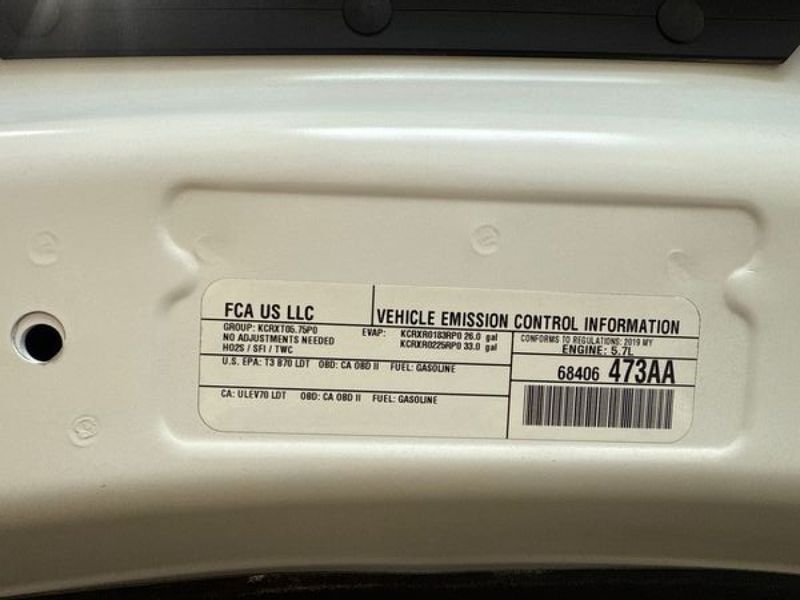 FCA US LLC
VEHICLE EMISSION CONTROL INFORMATION
GROUP: KCRXT05.75P0
EVAP: KCRXR0183RP0 26.0 gal
KCRXR0225RP0 33.0 gal
NO ADJUSTMENTS NEEDED
HO2S / SFI / TWC
CONFORMS TO REGULATIONS: 2019 MY
ENGINE: 5.7L
U.S. EPA: T3 B70 LDT OBD: CA OBD II FUEL: GASOLINE
68406 473AA
CA: ULEV70 LDT OBD: CA OBD II FUEL: GASOLINE